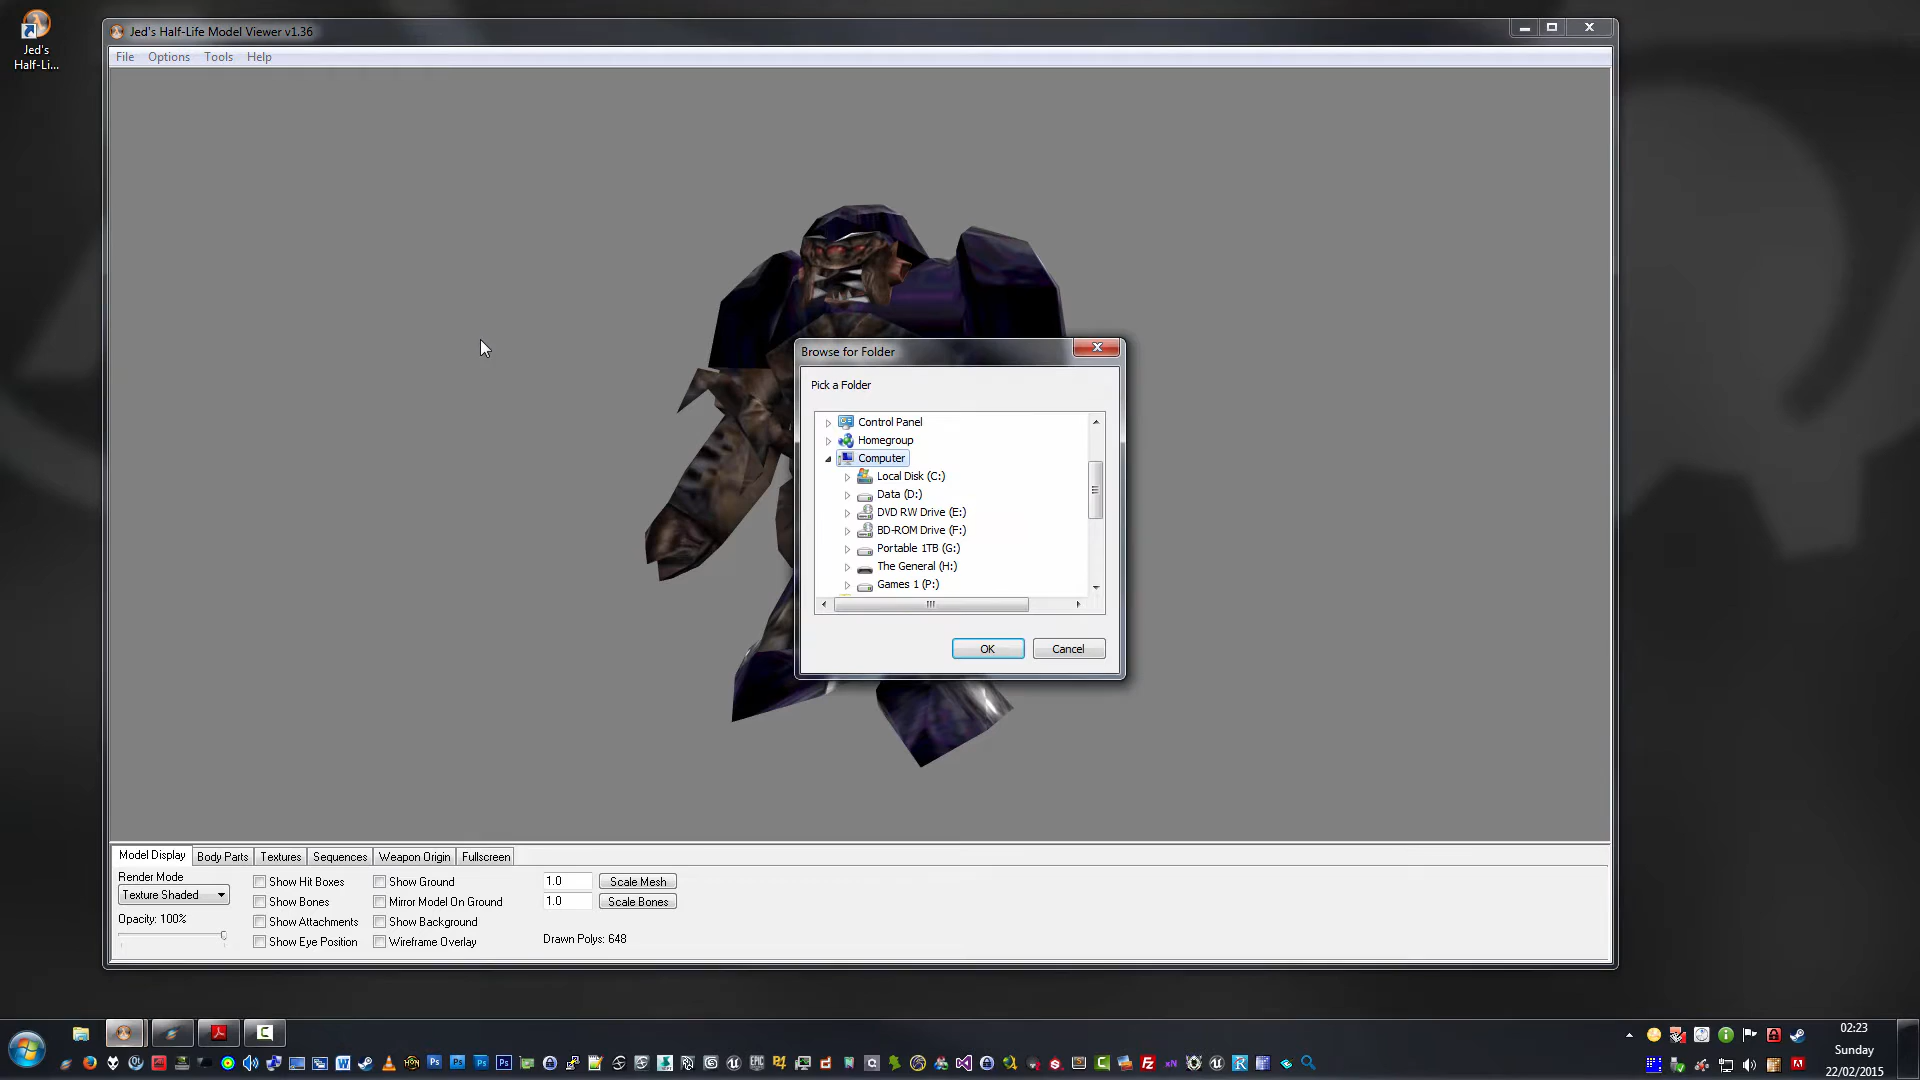 Jed's
Half-Li...
Jed's Half-Life Model Viewer v1.36
File Options Tools Help
Browse for Folder
Pick a Folder
Control Panel
Homegroup
Computer
Local Disk (C:)
Data (D:)
DVD RW Drive (E:)
BD-ROM Drive (F:)
Portable 1TB (G:)
The General (H:)
Games 1 (P:)
OK Cancel
Model Display Body Parts Textures Sequences Weapon Origin Fullscreen
Render Mode
Texture Shaded
Opacity: 100%
Show Hit Boxes
Show Bones
Show Attachments
Show Eye Position
Show Ground
Mirror Model On Ground
Show Background
Wireframe Overlay
1.0 Scale Mesh
1.0 Scale Bones
Drawn Polys: 648
02:23
Sunday
22/02/2015